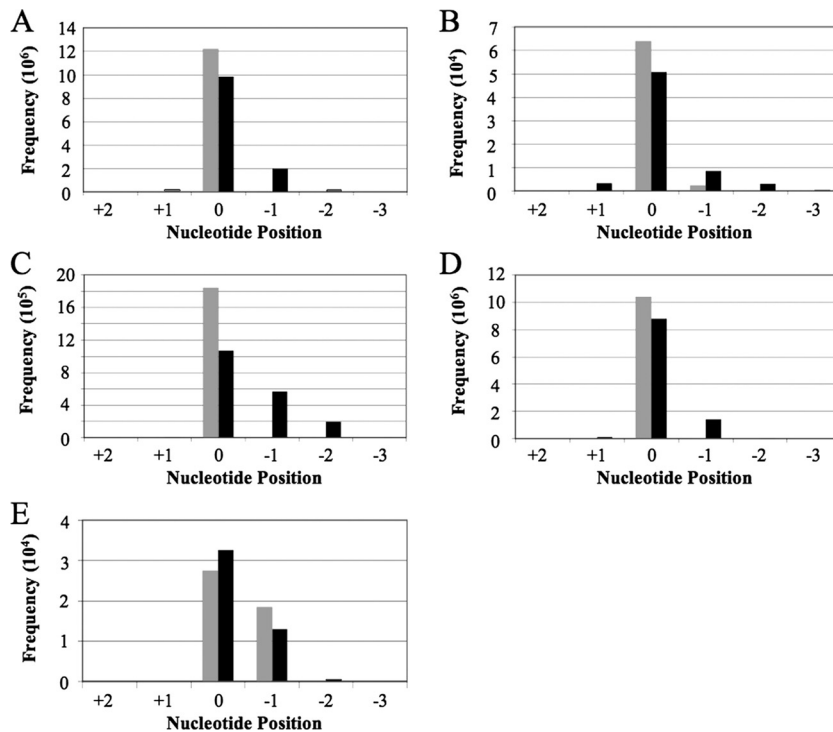 A
Frequency (10⁶)
14
12
10
8
6
4
2
0
+2 +1 0 -1 -2 -3
Nucleotide Position
B
Frequency (10⁴)
7
6
5
4
3
2
1
0
+2 +1 0 -1 -2 -3
Nucleotide Position
C
Frequency (10⁵)
20
16
12
8
4
0
+2 +1 0 -1 -2 -3
Nucleotide Position
D
Frequency (10⁶)
12
10
8
6
4
2
0
+2 +1 0 -1 -2 -3
Nucleotide Position
E
Frequency (10⁴)
4
3
2
1
0
+2 +1 0 -1 -2 -3
Nucleotide Position